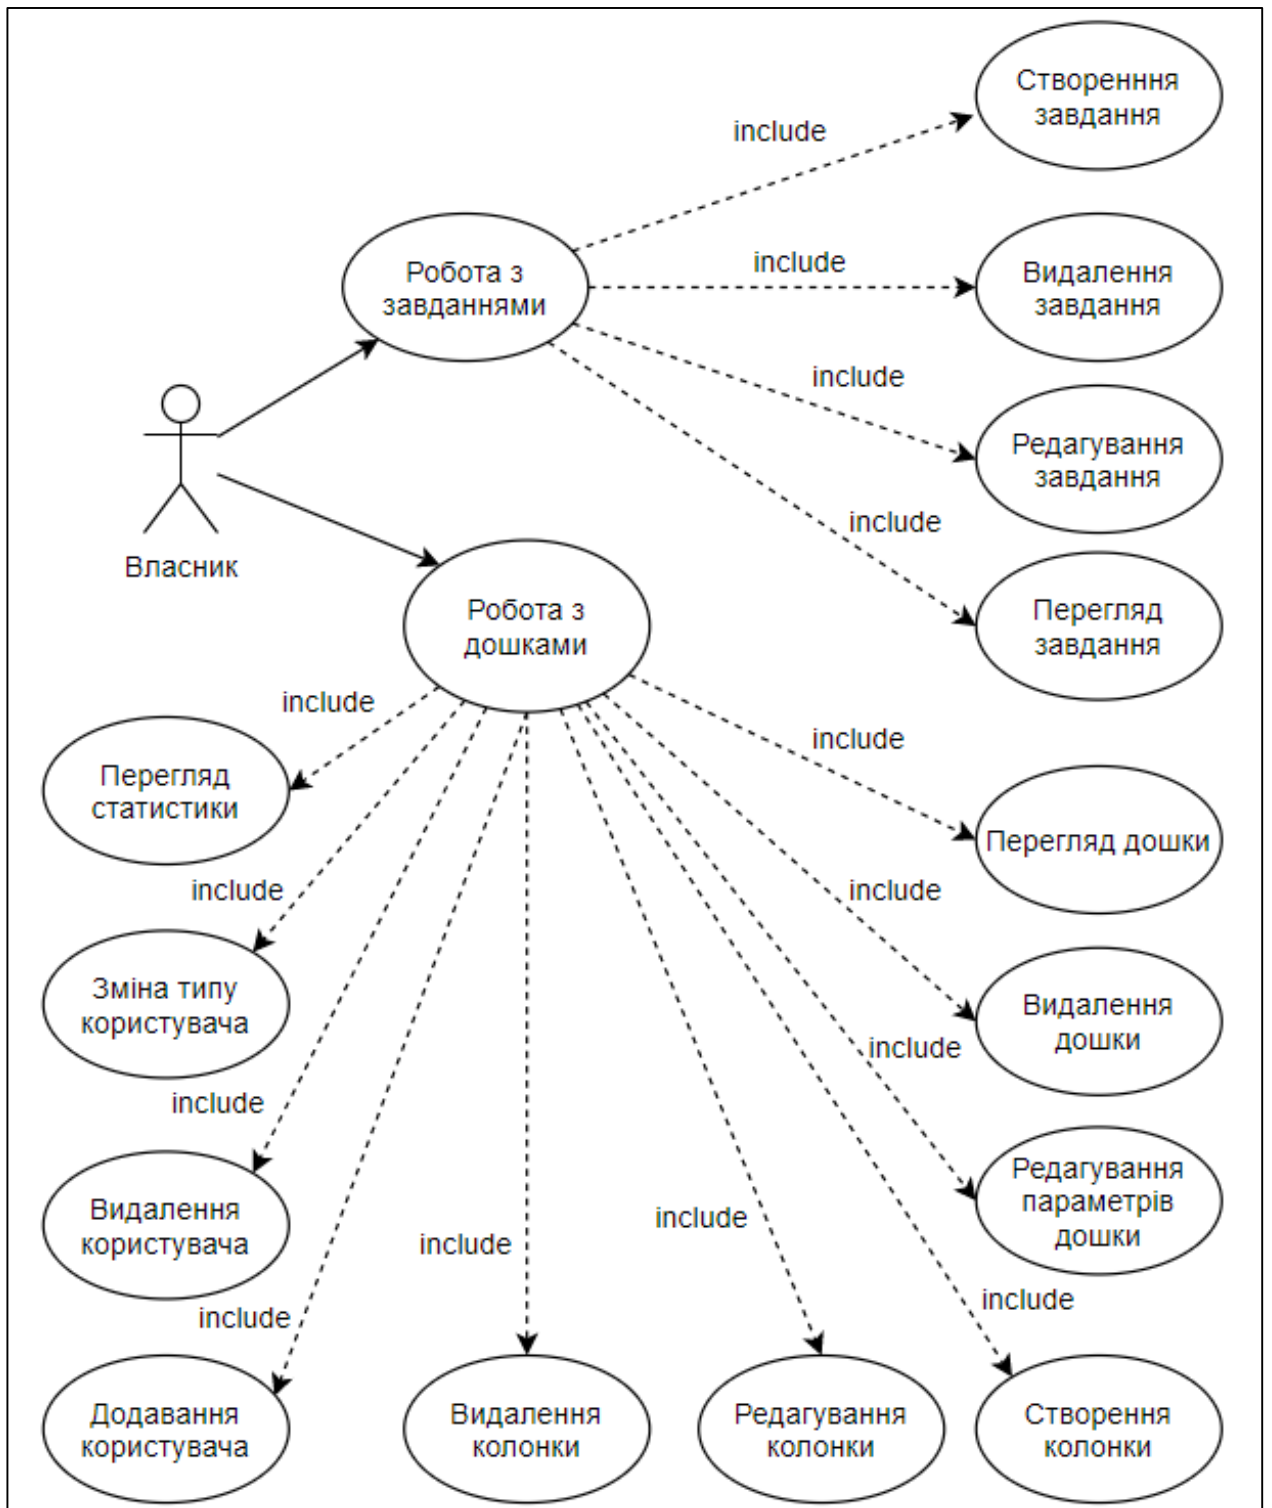 Створенння
завдання
include
Робота з
завданнями
include
Видалення
завдання
include
Редагування
завдання
include
Перегляд
завдання
Власник
Робота з
дошками
include
Перегляд
статистики
include
Перегляд дошки
include
Зміна типу
користувача
include
Видалення
дошки
include
Видалення
користувача
include
Редагування
параметрів
дошки
include
Додавання
користувача
include
Видалення
колонки
include
Редагування
колонки
include
Створення
колонки